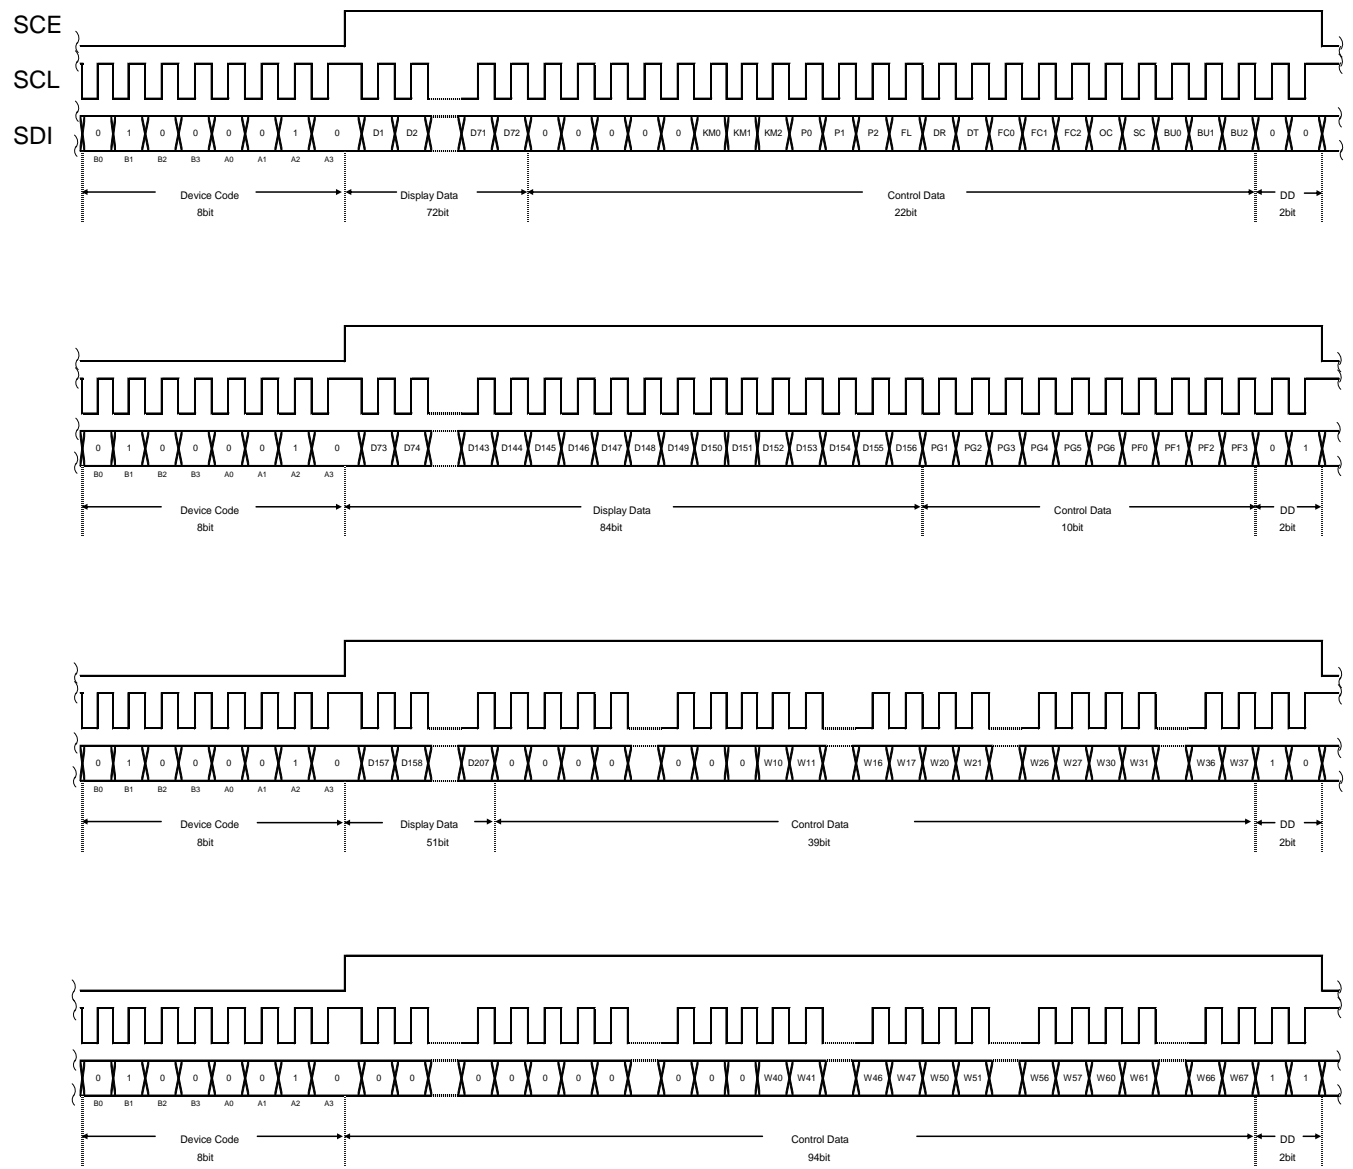 SCE
SCL
SDI
0 1 0 0 0 0 1 0 D1 D2 D71 D72 0 0 0 0 0 KM0 KM1 KM2 P0 P1 P2 FL DR DT FC0 FC1 FC2 OC SC BU0 BU1 BU2 0 0
B0 B1 B2 B3 A0 A1 A2 A3
Device Code Display Data Control Data DD
8bit 72bit 22bit 2bit
0 1 0 0 0 0 1 0 D73 D74 D143 D144 D145 D146 D147 D148 D149 D150 D151 D152 D153 D154 D155 D156 PG1 PG2 PG3 PG4 PG5 PG6 PF0 PF1 PF2 PF3 0 1
B0 B1 B2 B3 A0 A1 A2 A3
Device Code Display Data Control Data DD
8bit 84bit 10bit 2bit
0 1 0 0 0 0 1 0 D157 D158 D207 0 0 0 0 0 0 0 W10 W11 W16 W17 W20 W21 W26 W27 W30 W31 W36 W37 1 0
B0 B1 B2 B3 A0 A1 A2 A3
Device Code Display Data Control Data DD
8bit 51bit 39bit 2bit
0 1 0 0 0 0 1 0 0 0 0 0 0 0 0 0 0 0 W40 W41 W46 W47 W50 W51 W56 W57 W60 W61 W66 W67 1 1
B0 B1 B2 B3 A0 A1 A2 A3
Device Code Control Data DD
8bit 94bit 2bit